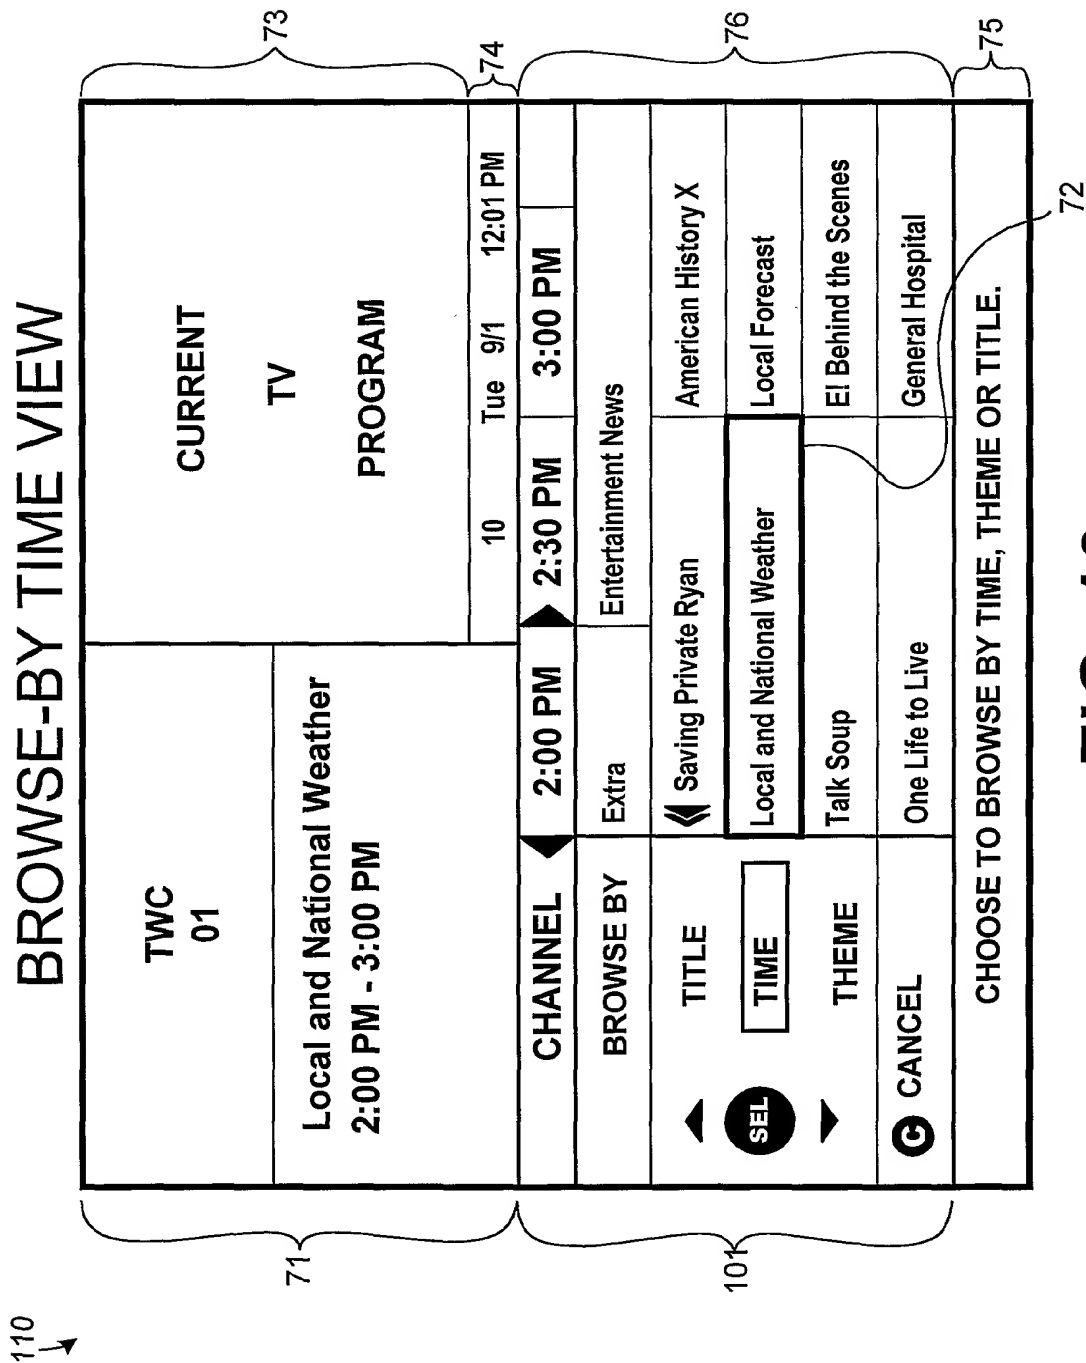 110
BROWSE-BY TIME VIEW
71
73
TWC
01
CURRENT
TV
PROGRAM
Local and National Weather
2:00 PM - 3:00 PM
10 Tue 9/1 12:01 PM
74
CHANNEL 2:00 PM 2:30 PM 3:00 PM
101
76
BROWSE BY
Extra Entertainment News
TITLE
Saving Private Ryan American History X
SEL
TIME
Local and National Weather Local Forecast
THEME
Talk Soup E! Behind the Scenes
C CANCEL
One Life to Live General Hospital
CHOOSE TO BROWSE BY TIME, THEME OR TITLE.
75
72